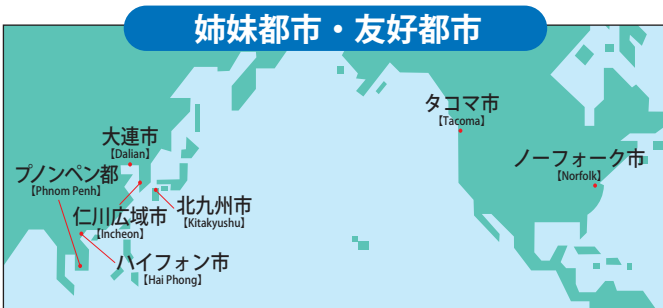 姉妹都市・友好都市
タコマ市
【Tacoma】
大連市
【Dalian】
ノーフォーク市
【Norfolk】
プノンペン都
【Phnom Penh】
北九州市
【Kitakyushu】
仁川広域市
【Incheon】
ハイフォン市
【Hai Phong】